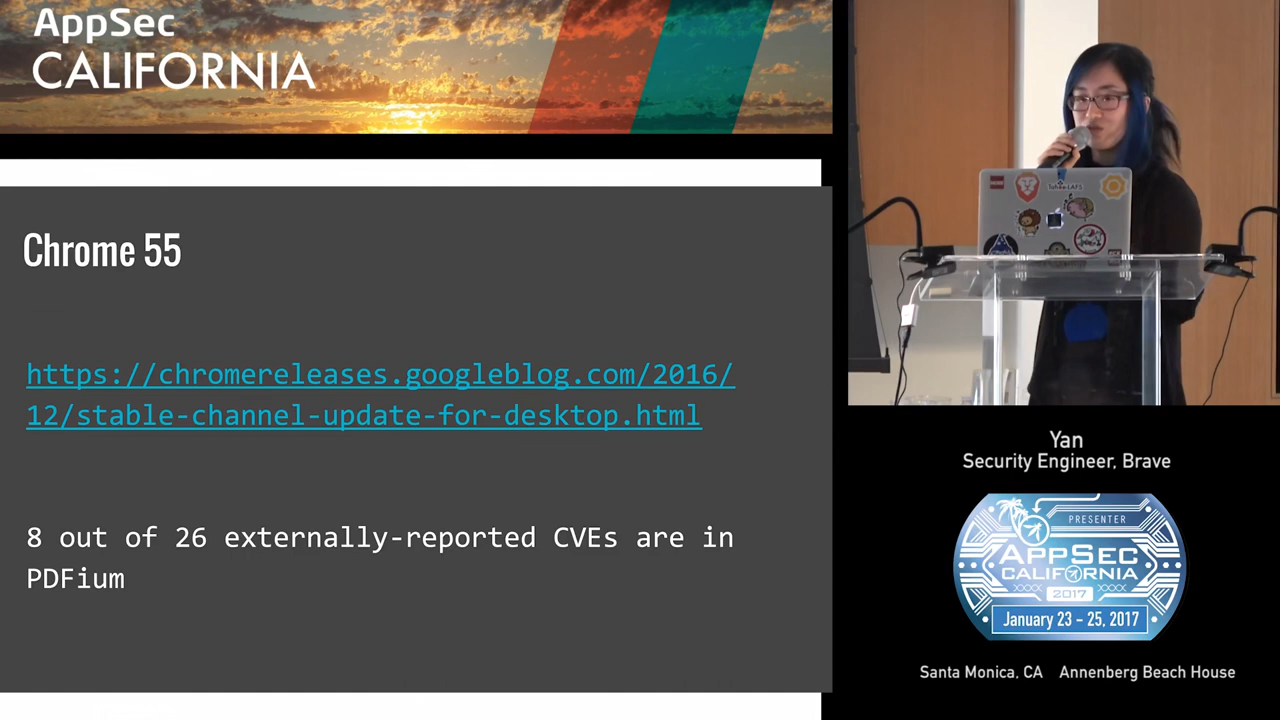 AppSec
CALIFORNIA
Chrome 55
https://chromereleases.googleblog.com/2016/
12/stable-channel-update-for-desktop.html
8 out of 26 externally-reported CVEs are in
PDFium
Yan
Security Engineer, Brave
PRESENTER
APPSEC
CALIFORNIA
2017
January 23 - 25, 2017
Santa Monica, CA Annenberg Beach House